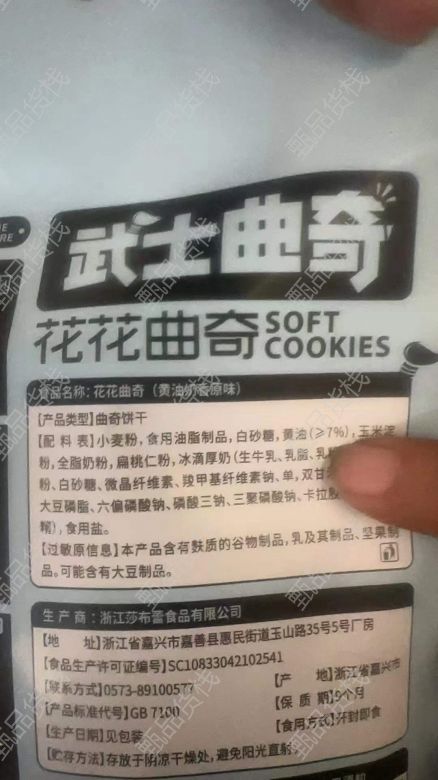 武士曲奇
花花曲奇 SOFT COOKIES
食品名称：花花曲奇（黄油奶香原味）
【产品类型】曲奇饼干
【配 料 表】小麦粉，食用油脂制品，白砂糖，黄油（≥7%），玉米淀
粉，全脂奶粉，扁桃仁粉，冰滴厚奶（生牛乳、乳脂、乳
粉、白砂糖、微晶纤维素、羧甲基纤维素钠、单，双甘
大豆磷脂、六偏磷酸钠、磷酸三钠、三聚磷酸钠、卡拉胶
，食用盐。
【过敏原信息】本产品含有麸质的谷物制品，乳及其制品、坚果制
品。可能含有大豆制品。
生 产 商：浙江莎布蕾食品有限公司
【地 址】浙江省嘉兴市嘉善县惠民街道玉山路35号5号厂房
【食品生产许可证编号】SC10833042102541
【联系方式】0573-89100577
【产 地】浙江省嘉兴市
【产品标准代号】GB 7100
【保 质 期】9个月
【生产日期】见包装
【食用方式】开封即食
【贮存方法】存放于阴凉干燥处，避免阳光直射
甄品货栈